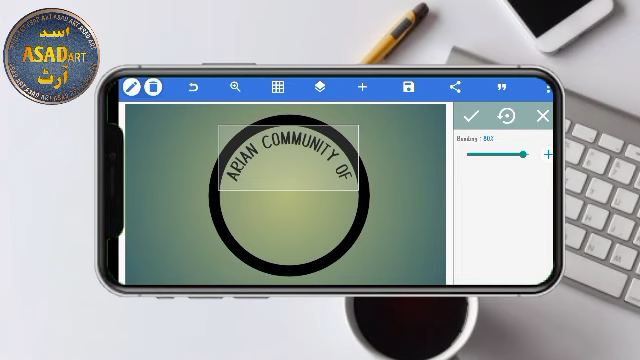 اسد
ASAD ART
آرٹ
ARIAN COMMUNITY OF
Bending : 80%